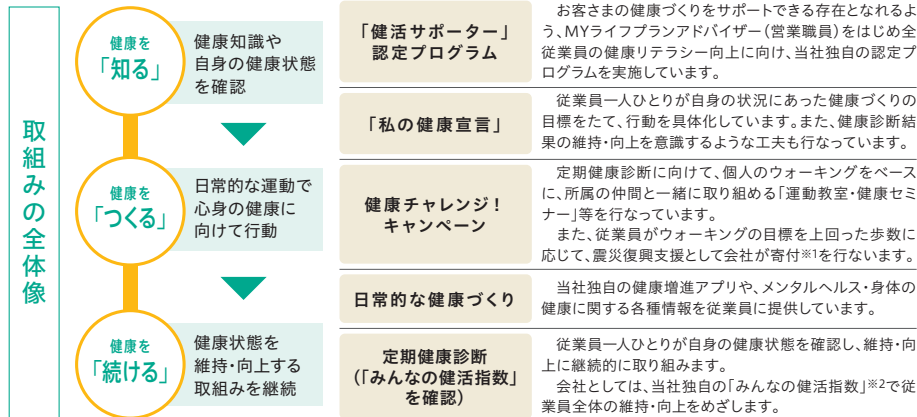 取組みの全体像
健康を
「知る」
健康知識や
自身の健康状態
を確認
健康を
「つくる」
日常的な運動で
心身の健康に
向けて行動
健康を
「続ける」
健康状態を
維持・向上する
取組みを継続
「健活サポーター」
認定プログラム
お客さまの健康づくりをサポートできる存在となれるよ
う、MYライフプランアドバイザー(営業職員)をはじめ全
従業員の健康リテラシー向上に向け、当社独自の認定プ
ログラムを実施しています。
「私の健康宣言」
従業員一人ひとりが自身の状況にあった健康づくりの
目標をたて、行動を具体化しています。また、健康診断結
果の維持・向上を意識するような工夫も行なっています。
健康チャレンジ!
キャンペーン
定期健康診断に向けて、個人のウォーキングをベース
に、所属の仲間と一緒に取り組める「運動教室・健康セミ
ナー」等を行なっています。
また、従業員がウォーキングの目標を上回った歩数に
応じて、震災復興支援として会社が寄付※1を行ないます。
日常的な健康づくり
当社独自の健康増進アプリや、メンタルヘルス・身体の
健康に関する各種情報を従業員に提供しています。
定期健康診断
(「みんなの健活指数」
を確認)
従業員一人ひとりが自身の健康状態を確認し、維持・向
上に継続的に取り組みます。
会社としては、当社独自の「みんなの健活指数」※2で従
業員全体の維持・向上をめざします。